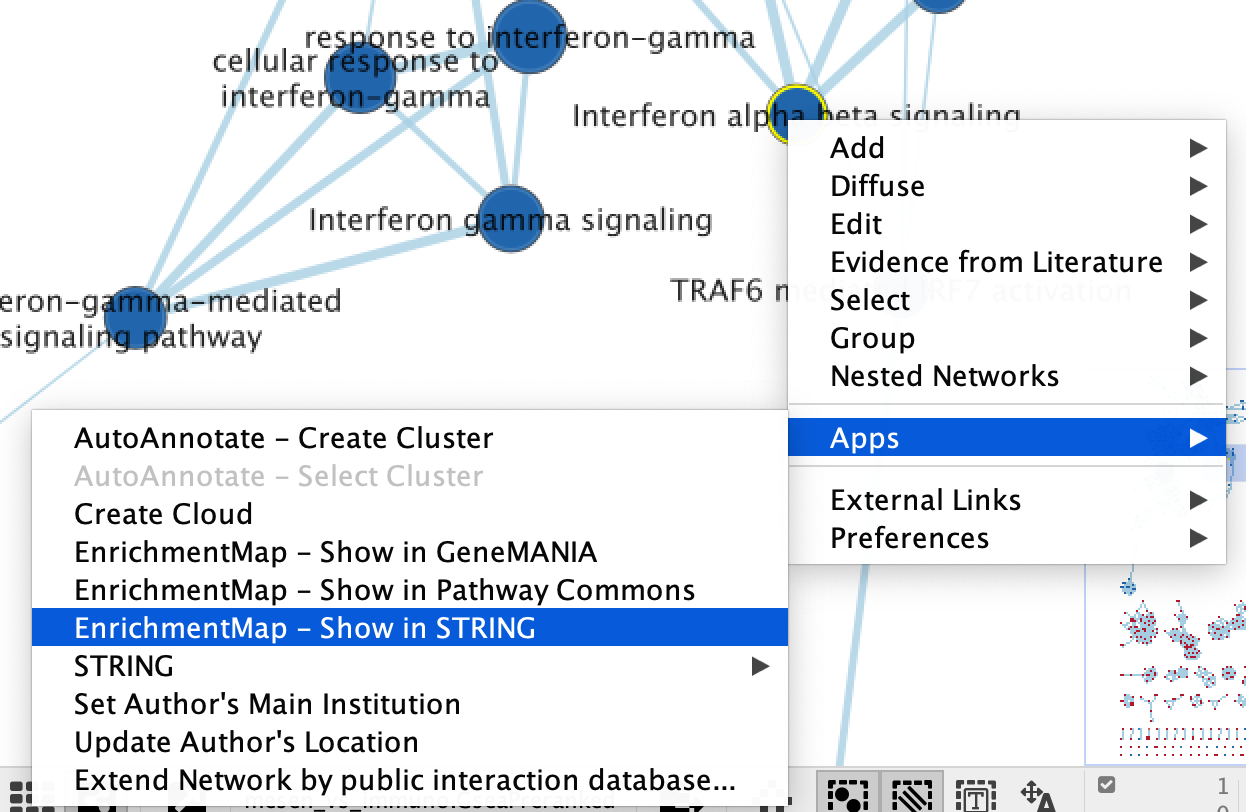 response to interferon-gamma
cellular response to
interferon-gamma
Interferon alpha beta signaling
Interferon gamma signaling
TRAF6
IRF7 activation
eron-gamma-mediated
signaling pathway
Add
Diffuse
Edit
Evidence from Literature
Select
Group
Nested Networks
Apps
External Links
Preferences
AutoAnnotate - Create Cluster
AutoAnnotate - Select Cluster
Create Cloud
EnrichmentMap - Show in GeneMANIA
EnrichmentMap - Show in Pathway Commons
EnrichmentMap - Show in STRING
STRING
Set Author's Main Institution
Update Author's Location
Extend Network by public interaction database...
T
A
1